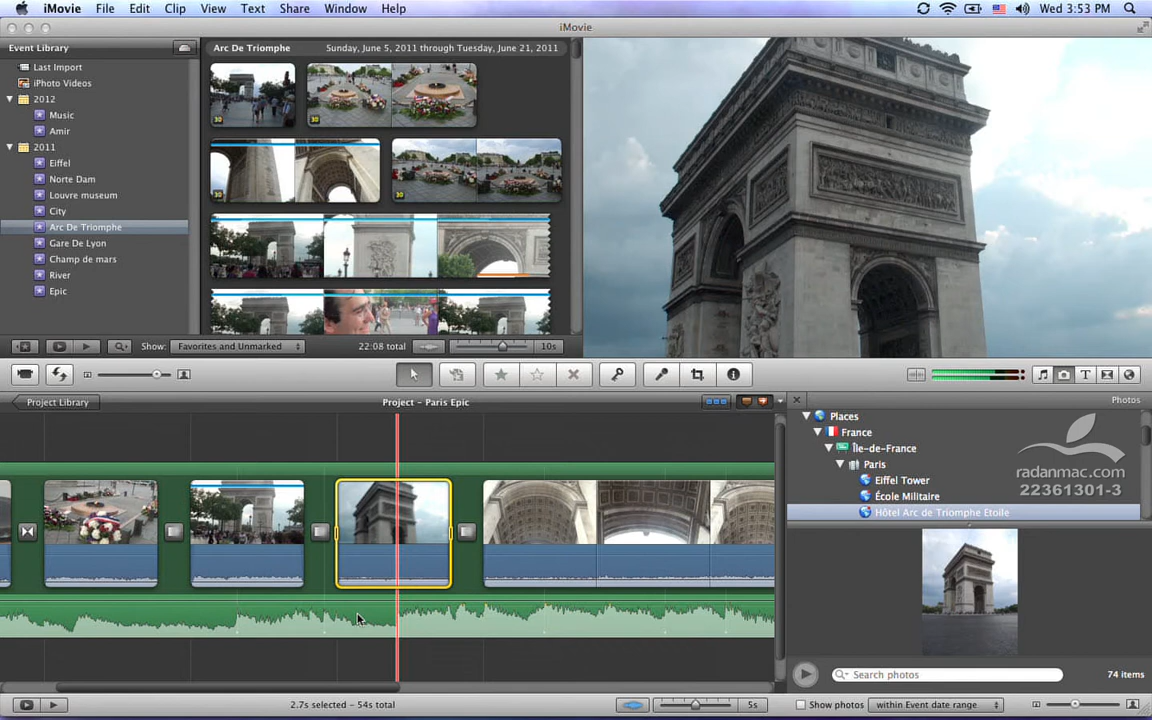 iMovie File Edit Clip View Text Share Window Help Wed 3:53 PM
iMovie
Event Library
Last Import
iPhoto Videos
2012
Music
Amir
2011
Eiffel
Norte Dam
Louvre museum
City
Arc De Triomphe
Gare De Lyon
Champ de mars
River
Epic
Arc De Triomphe Sunday, June 5, 2011 through Tuesday, June 21, 2011
30
30
30
30
Show: Favorites and Unmarked 22:08 total 10s
Project Library Project – Paris Epic
Photos
Places
France
Île-de-France
Paris
Eiffel Tower
École Militaire
Hôtel Arc de Triomphe Etoile
radanmac.com
22361301-3
Search photos 74 items
2.7s selected – 54s total 5s
Show photos within Event date range